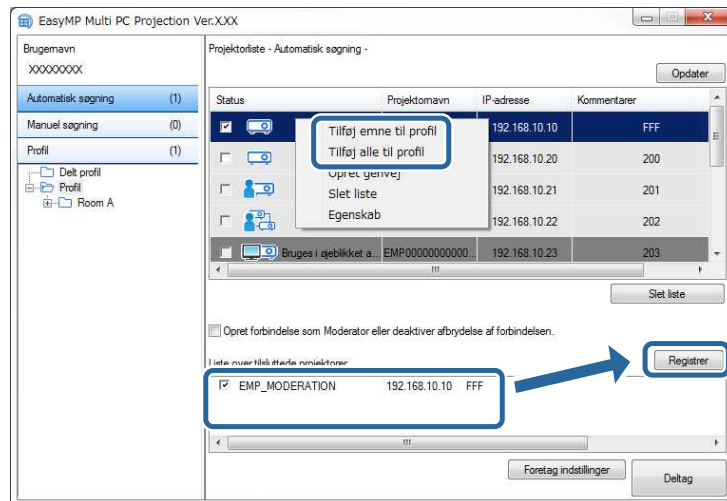 EasyMP Multi PC Projection Ver.X.XX
Brugernavn
XXXXXXXX
Automatisk søgning (1)
Manuel søgning (0)
Profil (1)
Delt profil
Profil
Room A
Projektorliste - Automatisk søgning -
Opdater
Status Projektornavn IP-adresse Kommentarer
192.168.10.10 FFF
192.168.10.20 200
192.168.10.21 201
192.168.10.22 202
Bruges i øjeblikket a... EMP00000000000... 192.168.10.23 203
Tilføj emne til profil
Tilføj alle til profil
Opret genvej
Slet liste
Egenskab
Slet liste
Opret forbindelse som Moderator eller deaktiver afbrydelse af forbindelsen.
Liste over tilsluttede projektorer
Registrer
EMP_MODERATION 192.168.10.10 FFF
Foretag indstillinger
Deltag